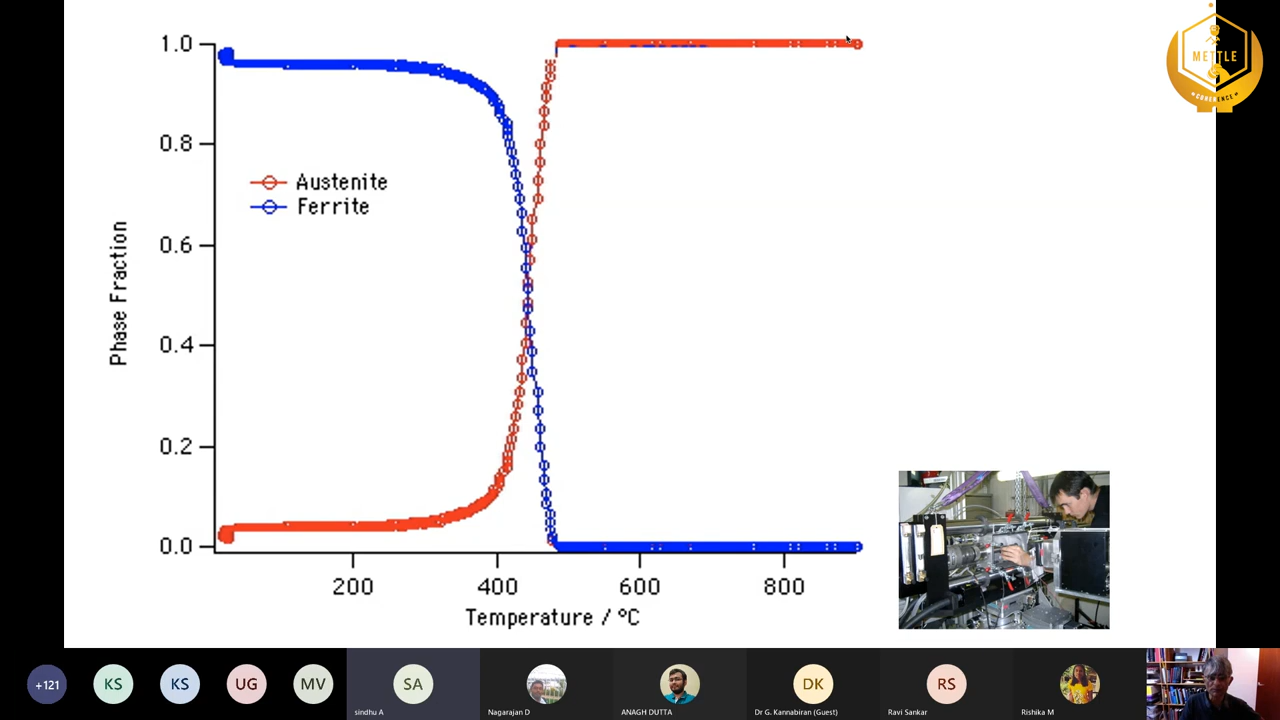 1.0
0.8
0.6
0.4
0.2
0.0
Phase Fraction
Austenite
Ferrite
200
400
600
800
Temperature / °C
METTLE
COHERENCE
+121
KS
KS
UG
MV
SA
sindhu A
Nagarajan D
ANAGH DUTTA
DK
Dr G. Kannabiran (Guest)
RS
Ravi Sankar
Rishika M